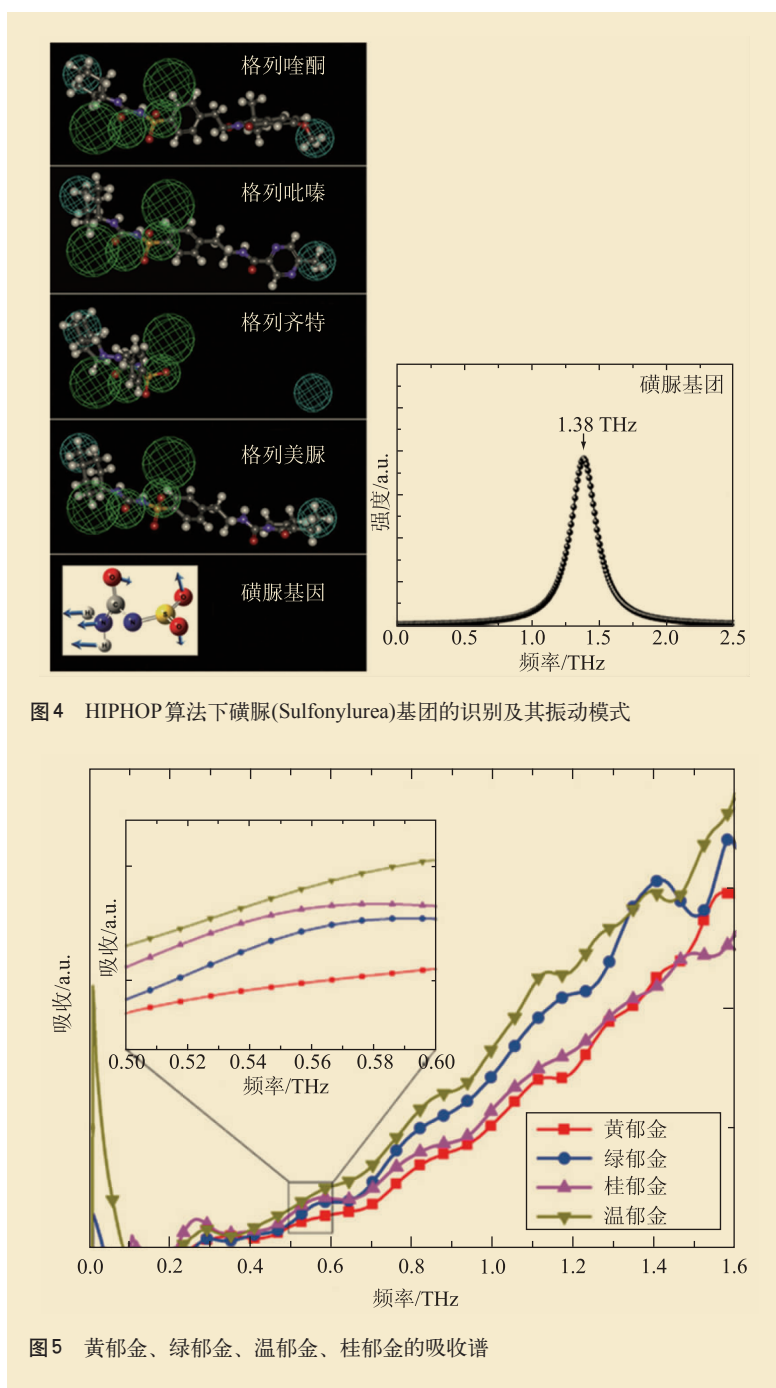 格列喹酮
格列吡嗪
格列齐特
格列美脲
磺脲基因
磺脲基团
1.38 THz
强度/a.u.
0.0 0.5 1.0 1.5 2.0 2.5
频率/THz
图4 HIPHOP算法下磺脲(Sulfonylurea)基团的识别及其振动模式
吸收/a.u.
0.50 0.52 0.54 0.56 0.58 0.60
频率/THz
吸收/a.u.
黄郁金
绿郁金
桂郁金
温郁金
0.0 0.2 0.4 0.6 0.8 1.0 1.2 1.4 1.6
频率/THz
图5 黄郁金、绿郁金、温郁金、桂郁金的吸收谱